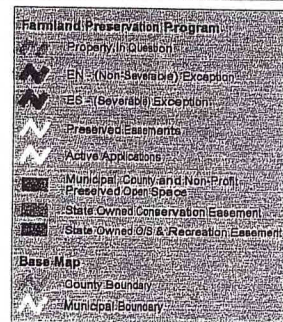 Farmland Preservation Program
Property In Question
EN - (Non-Severable) Exception
ES - (Severable) Exception
Preserved Easements
Active Applications
Municipal, County and Non-Profit
Preserved Open Space
State Owned Conservation Easement
State Owned O/S & Recreation Easement
Base Map
County Boundary
Municipal Boundary